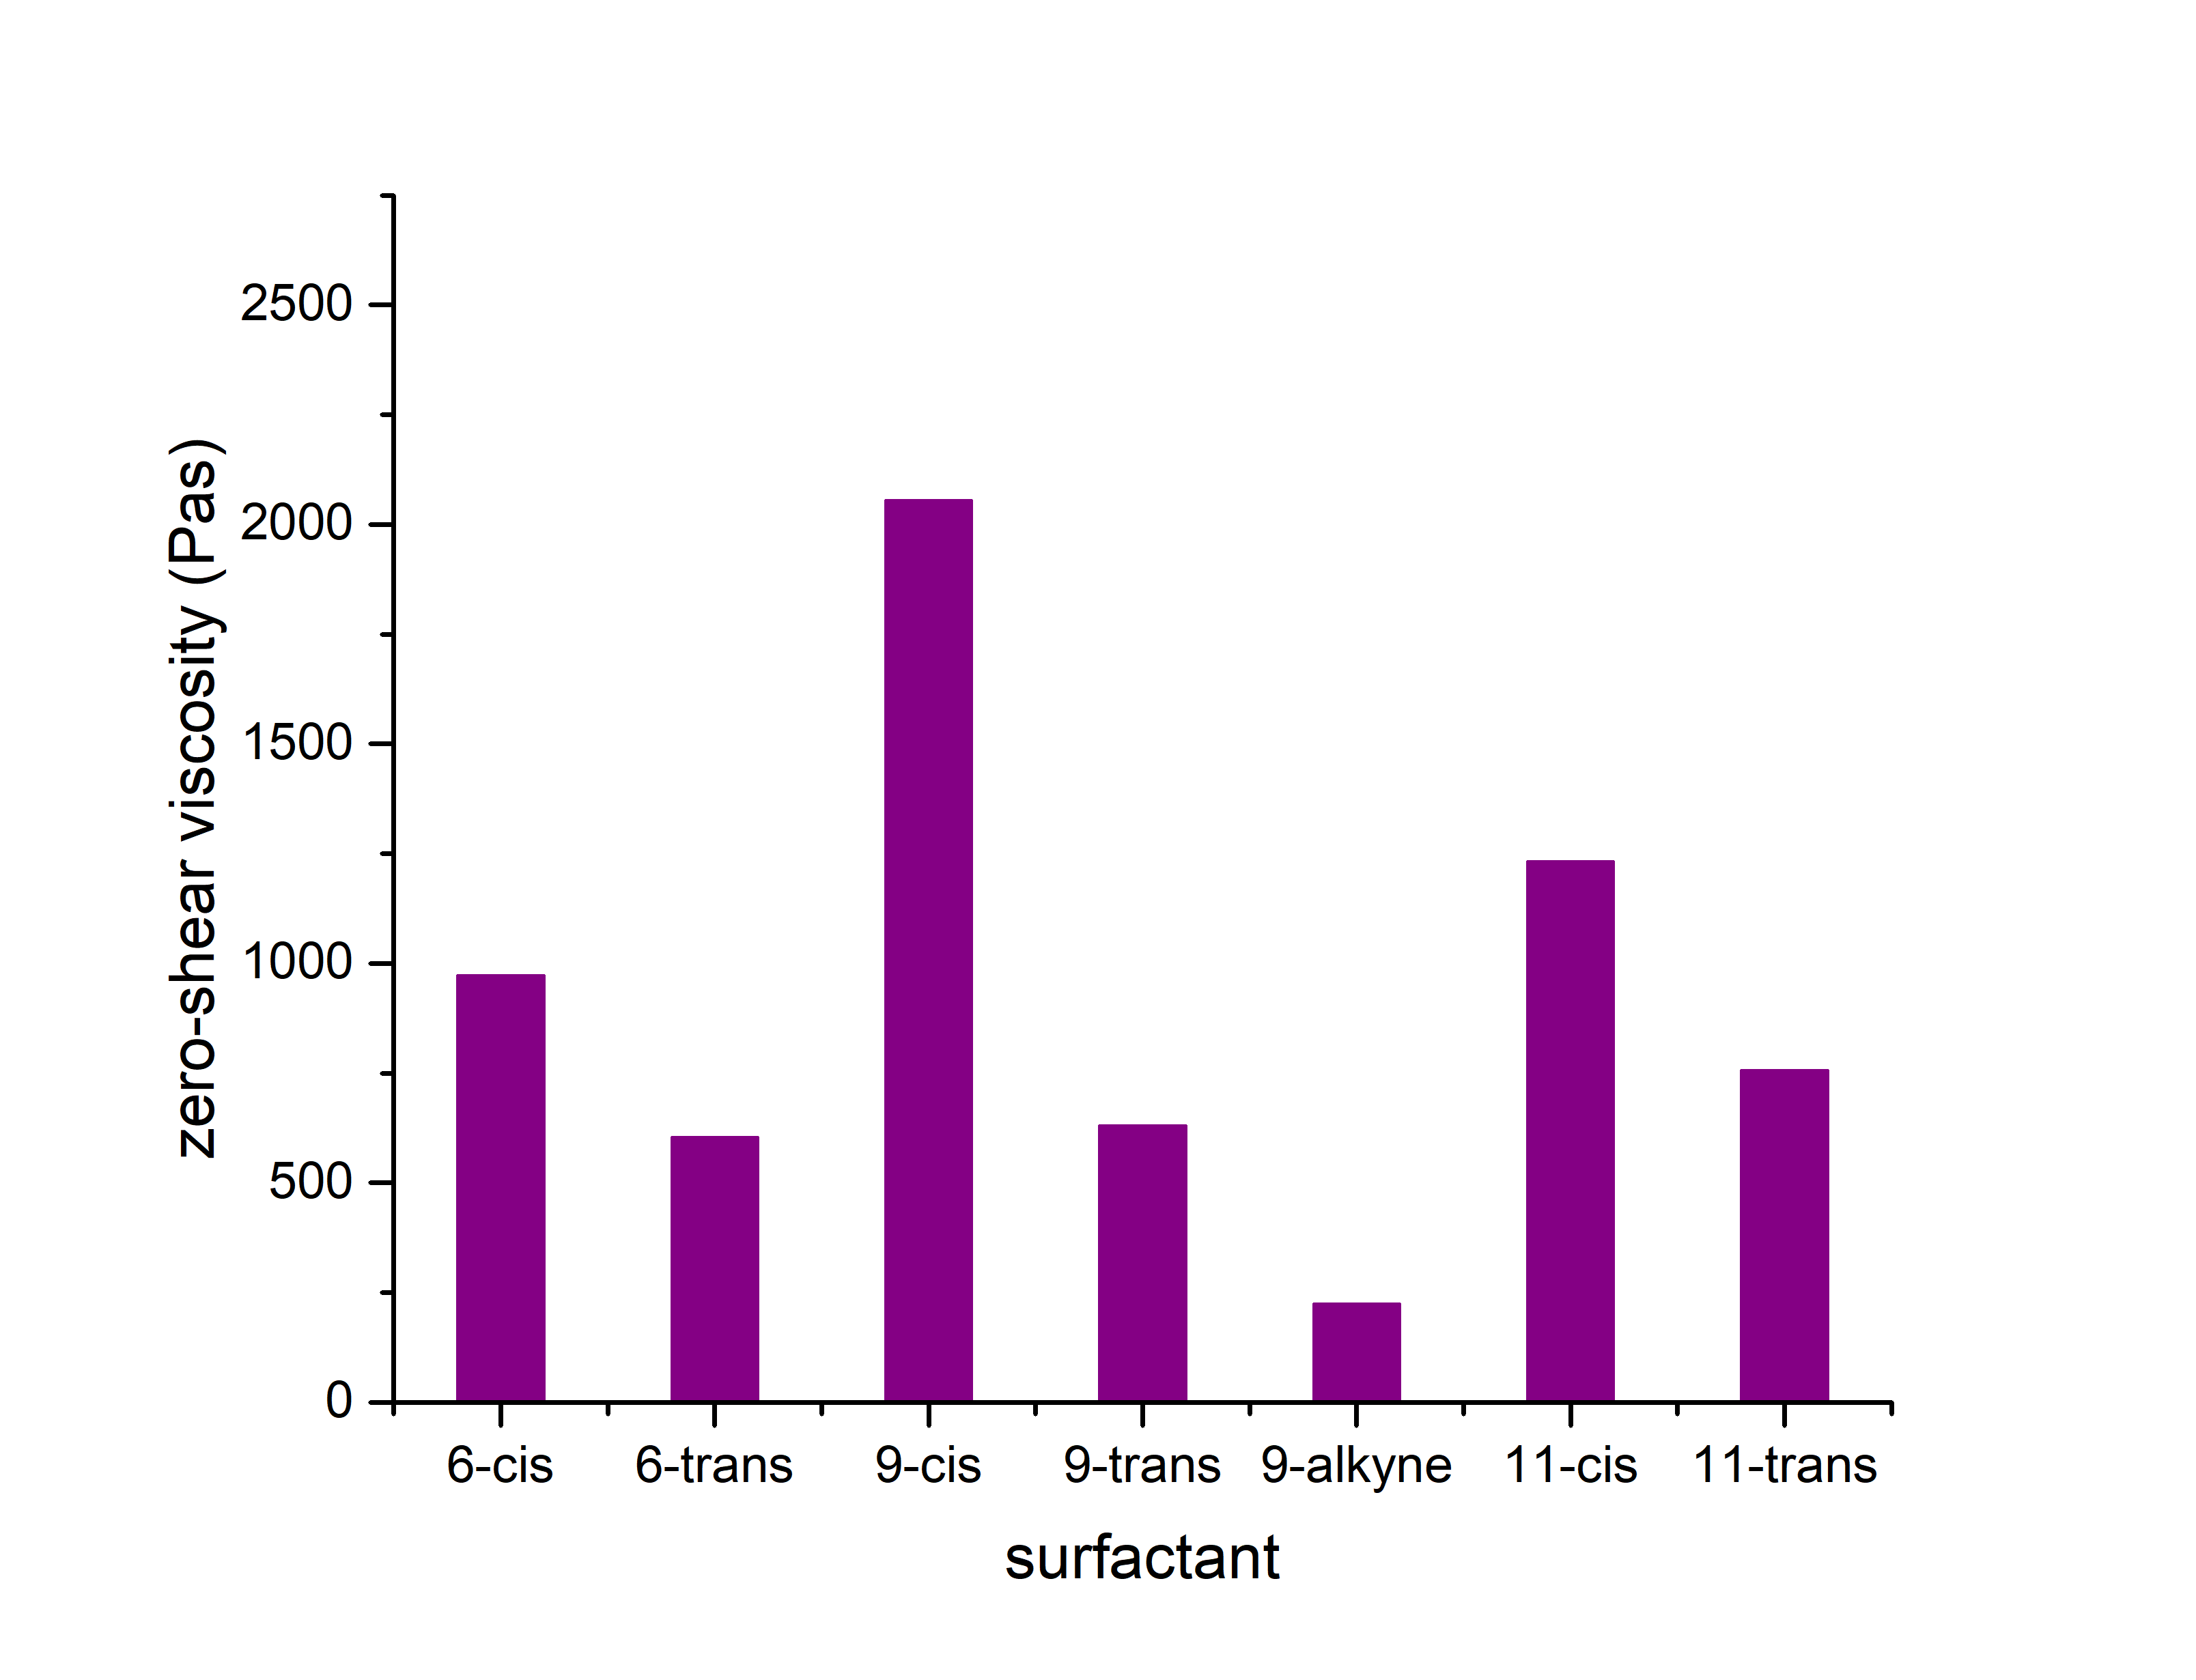 zero-shear viscosity (Pas)
2500
2000
1500
1000
500
0
6-cis 6-trans 9-cis 9-trans 9-alkyne 11-cis 11-trans
surfactant